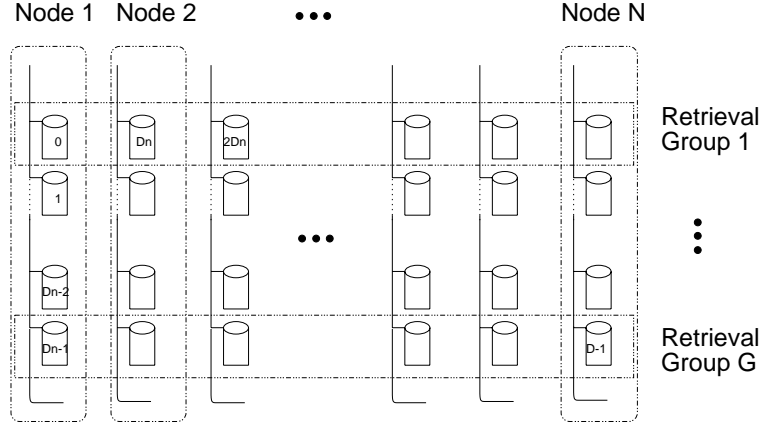 Node 1 Node 2 ••• Node N
0 Dn 2Dn
Retrieval
Group 1
1
•••
Dn-2
Dn-1 D-1
Retrieval
Group G